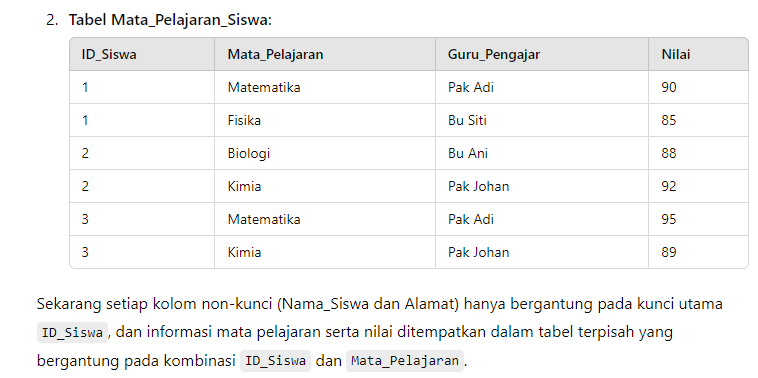 2. Tabel Mata_Pelajaran_Siswa:
ID_Siswa Mata_Pelajaran Guru_Pengajar Nilai
1 Matematika Pak Adi 90
1 Fisika Bu Siti 85
2 Biologi Bu Ani 88
2 Kimia Pak Johan 92
3 Matematika Pak Adi 95
3 Kimia Pak Johan 89
Sekarang setiap kolom non-kunci (Nama_Siswa dan Alamat) hanya bergantung pada kunci utama
ID_Siswa, dan informasi mata pelajaran serta nilai ditempatkan dalam tabel terpisah yang
bergantung pada kombinasi ID_Siswa dan Mata_Pelajaran.